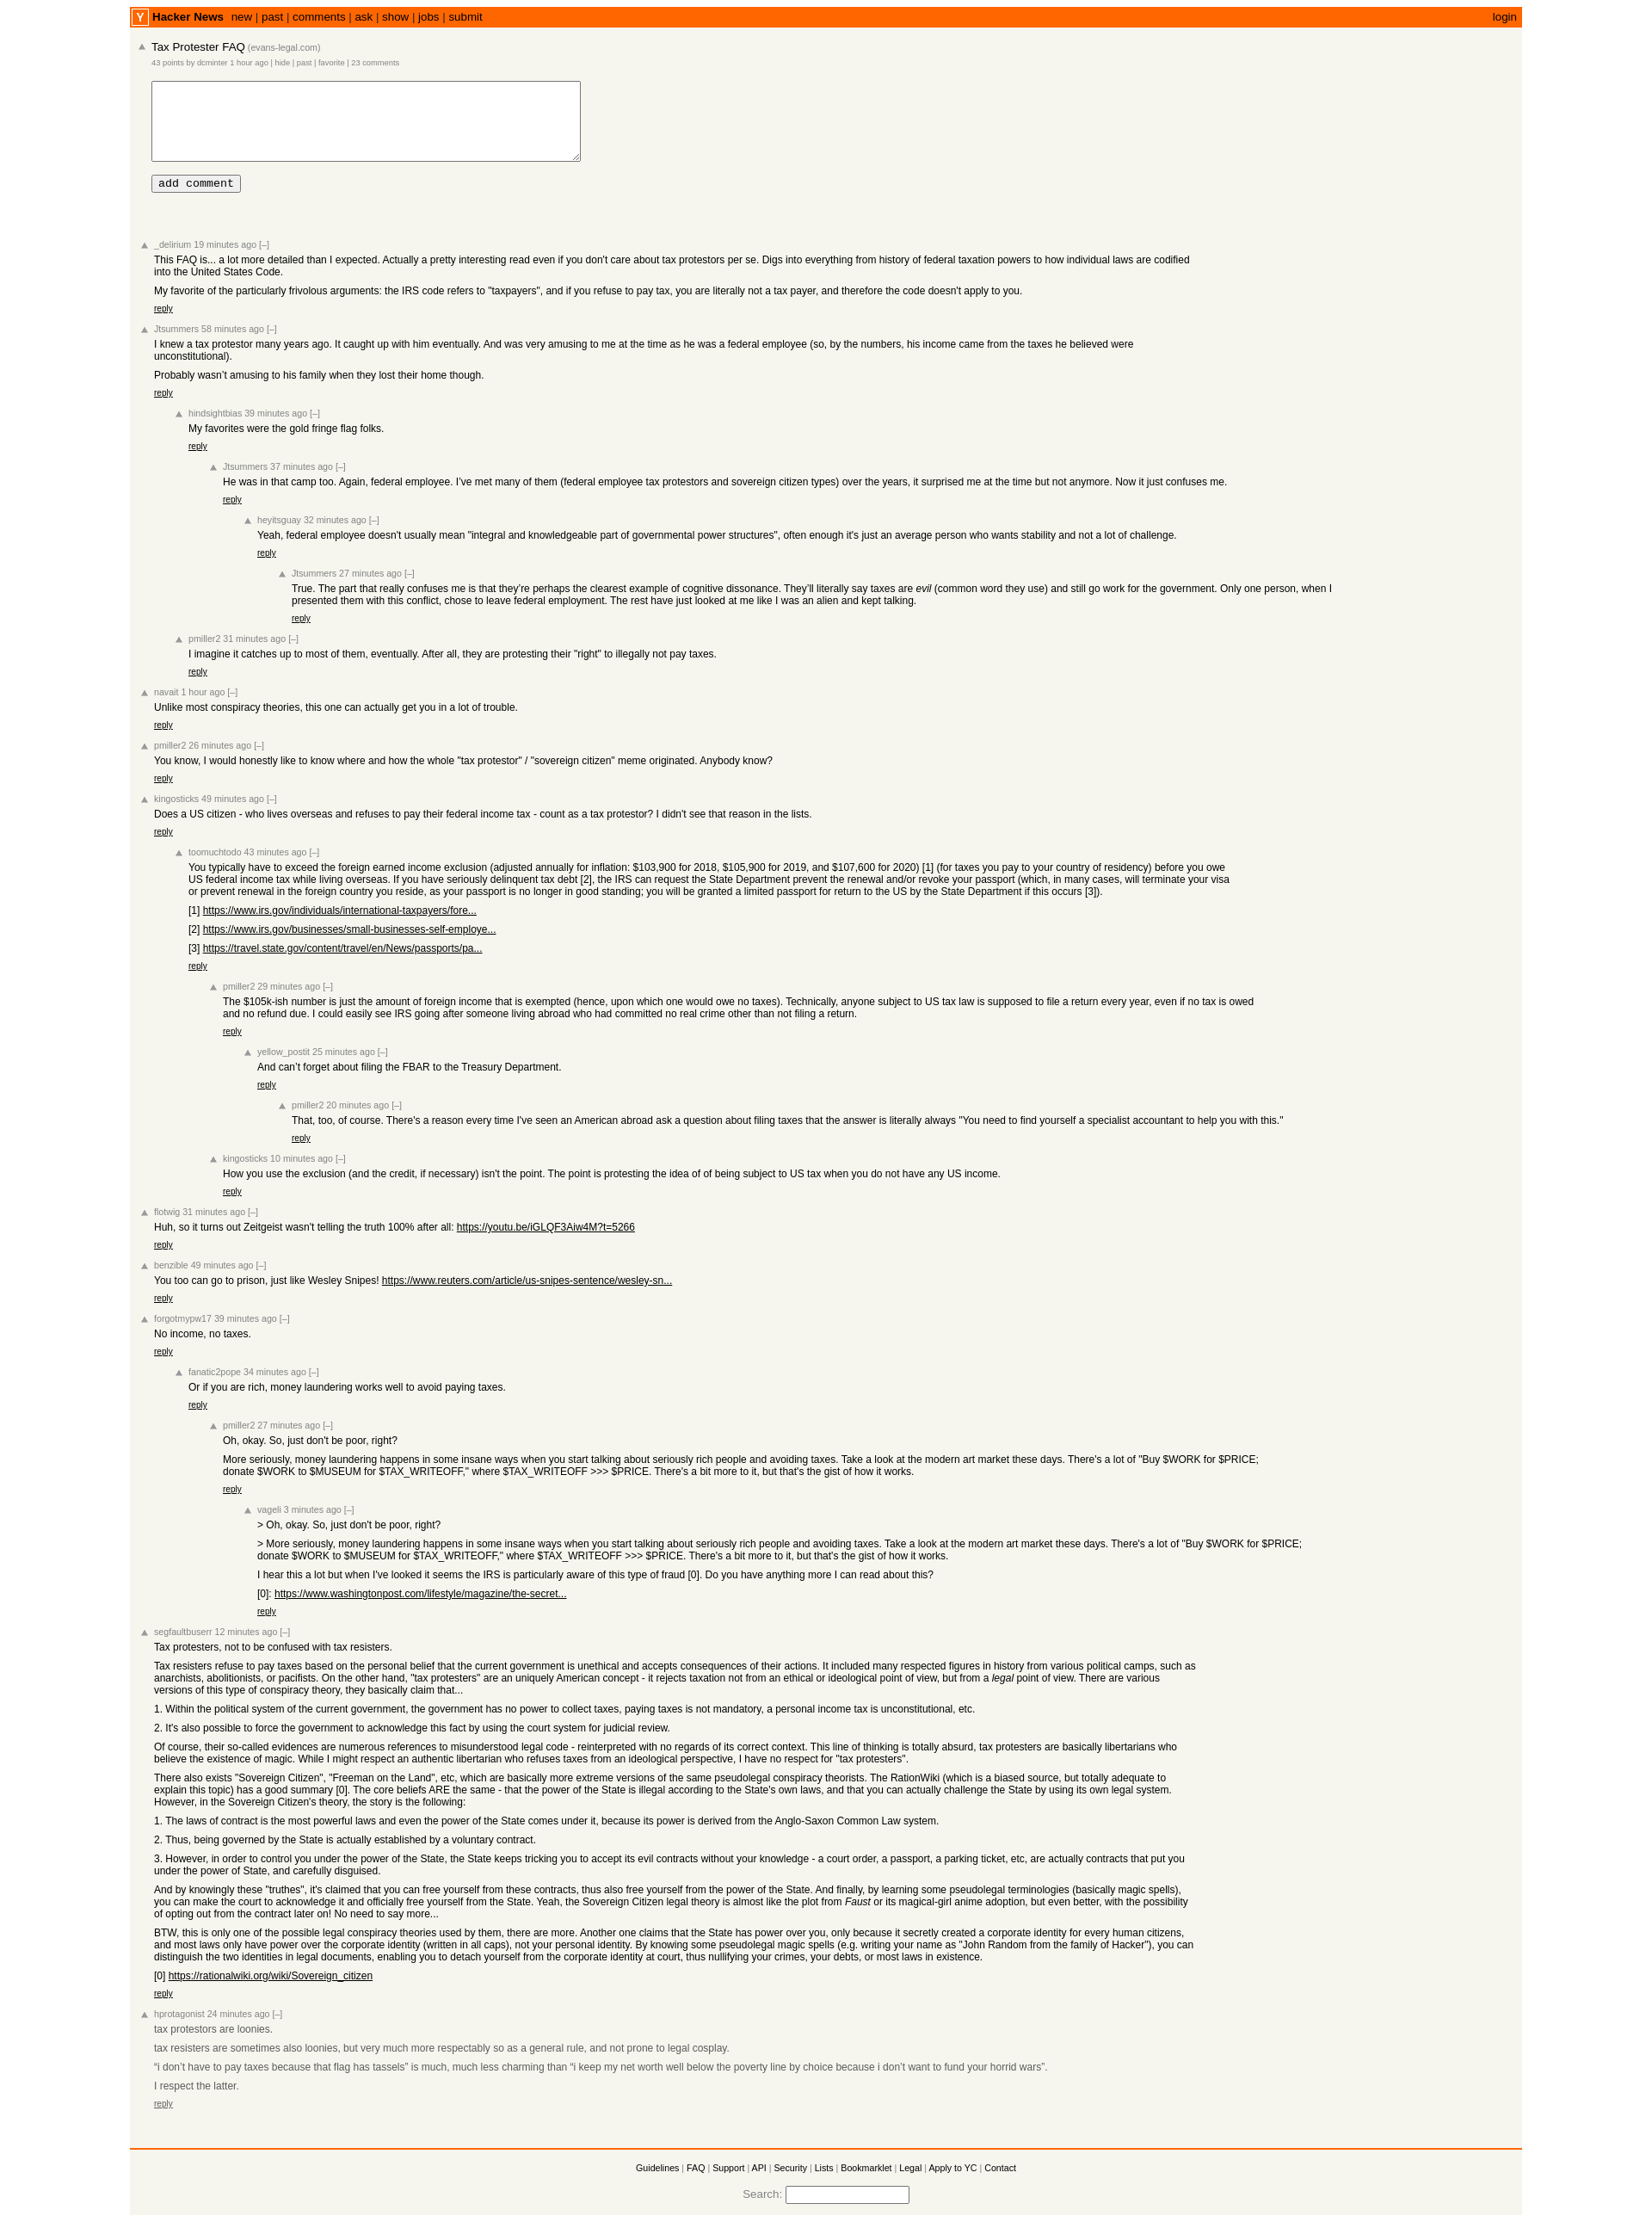 Y Hacker News new | past | comments | ask | show | jobs | submit login
Tax Protester FAQ (evans-legal.com)
43 points by dcminter 1 hour ago | hide | past | favorite | 23 comments
add comment
_delirium 19 minutes ago [–]
This FAQ is... a lot more detailed than I expected. Actually a pretty interesting read even if you don't care about tax protestors per se. Digs into everything from history of federal taxation powers to how individual laws are codified
into the United States Code.
My favorite of the particularly frivolous arguments: the IRS code refers to "taxpayers", and if you refuse to pay tax, you are literally not a tax payer, and therefore the code doesn't apply to you.
reply
Jtsummers 58 minutes ago [–]
I knew a tax protestor many years ago. It caught up with him eventually. And was very amusing to me at the time as he was a federal employee (so, by the numbers, his income came from the taxes he believed were
unconstitutional).
Probably wasn’t amusing to his family when they lost their home though.
reply
hindsightbias 39 minutes ago [–]
My favorites were the gold fringe flag folks.
reply
Jtsummers 37 minutes ago [–]
He was in that camp too. Again, federal employee. I’ve met many of them (federal employee tax protestors and sovereign citizen types) over the years, it surprised me at the time but not anymore. Now it just confuses me.
reply
heyitsguay 32 minutes ago [–]
Yeah, federal employee doesn't usually mean "integral and knowledgeable part of governmental power structures", often enough it's just an average person who wants stability and not a lot of challenge.
reply
Jtsummers 27 minutes ago [–]
True. The part that really confuses me is that they’re perhaps the clearest example of cognitive dissonance. They’ll literally say taxes are evil (common word they use) and still go work for the government. Only one person, when I
presented them with this conflict, chose to leave federal employment. The rest have just looked at me like I was an alien and kept talking.
reply
pmiller2 31 minutes ago [–]
I imagine it catches up to most of them, eventually. After all, they are protesting their "right" to illegally not pay taxes.
reply
navait 1 hour ago [–]
Unlike most conspiracy theories, this one can actually get you in a lot of trouble.
reply
pmiller2 26 minutes ago [–]
You know, I would honestly like to know where and how the whole "tax protestor" / "sovereign citizen" meme originated. Anybody know?
reply
kingosticks 49 minutes ago [–]
Does a US citizen - who lives overseas and refuses to pay their federal income tax - count as a tax protestor? I didn't see that reason in the lists.
reply
toomuchtodo 43 minutes ago [–]
You typically have to exceed the foreign earned income exclusion (adjusted annually for inflation: $103,900 for 2018, $105,900 for 2019, and $107,600 for 2020) [1] (for taxes you pay to your country of residency) before you owe
US federal income tax while living overseas. If you have seriously delinquent tax debt [2], the IRS can request the State Department prevent the renewal and/or revoke your passport (which, in many cases, will terminate your visa
or prevent renewal in the foreign country you reside, as your passport is no longer in good standing; you will be granted a limited passport for return to the US by the State Department if this occurs [3]).
[1] https://www.irs.gov/individuals/international-taxpayers/fore...
[2] https://www.irs.gov/businesses/small-businesses-self-employe...
[3] https://travel.state.gov/content/travel/en/News/passports/pa...
reply
pmiller2 29 minutes ago [–]
The $105k-ish number is just the amount of foreign income that is exempted (hence, upon which one would owe no taxes). Technically, anyone subject to US tax law is supposed to file a return every year, even if no tax is owed
and no refund due. I could easily see IRS going after someone living abroad who had committed no real crime other than not filing a return.
reply
yellow_postit 25 minutes ago [–]
And can’t forget about filing the FBAR to the Treasury Department.
reply
pmiller2 20 minutes ago [–]
That, too, of course. There's a reason every time I've seen an American abroad ask a question about filing taxes that the answer is literally always "You need to find yourself a specialist accountant to help you with this."
reply
kingosticks 10 minutes ago [–]
How you use the exclusion (and the credit, if necessary) isn't the point. The point is protesting the idea of of being subject to US tax when you do not have any US income.
reply
flotwig 31 minutes ago [–]
Huh, so it turns out Zeitgeist wasn't telling the truth 100% after all: https://youtu.be/iGLQF3Aiw4M?t=5266
reply
benzible 49 minutes ago [–]
You too can go to prison, just like Wesley Snipes! https://www.reuters.com/article/us-snipes-sentence/wesley-sn...
reply
forgotmypw17 39 minutes ago [–]
No income, no taxes.
reply
fanatic2pope 34 minutes ago [–]
Or if you are rich, money laundering works well to avoid paying taxes.
reply
pmiller2 27 minutes ago [–]
Oh, okay. So, just don't be poor, right?
More seriously, money laundering happens in some insane ways when you start talking about seriously rich people and avoiding taxes. Take a look at the modern art market these days. There's a lot of "Buy $WORK for $PRICE;
donate $WORK to $MUSEUM for $TAX_WRITEOFF," where $TAX_WRITEOFF >>> $PRICE. There's a bit more to it, but that's the gist of how it works.
reply
vageli 3 minutes ago [–]
> Oh, okay. So, just don't be poor, right?
> More seriously, money laundering happens in some insane ways when you start talking about seriously rich people and avoiding taxes. Take a look at the modern art market these days. There's a lot of "Buy $WORK for $PRICE;
donate $WORK to $MUSEUM for $TAX_WRITEOFF," where $TAX_WRITEOFF >>> $PRICE. There's a bit more to it, but that's the gist of how it works.
I hear this a lot but when I've looked it seems the IRS is particularly aware of this type of fraud [0]. Do you have anything more I can read about this?
[0]: https://www.washingtonpost.com/lifestyle/magazine/the-secret...
reply
segfaultbuserr 12 minutes ago [–]
Tax protesters, not to be confused with tax resisters.
Tax resisters refuse to pay taxes based on the personal belief that the current government is unethical and accepts consequences of their actions. It included many respected figures in history from various political camps, such as
anarchists, abolitionists, or pacifists. On the other hand, "tax protesters" are an uniquely American concept - it rejects taxation not from an ethical or ideological point of view, but from a legal point of view. There are various
versions of this type of conspiracy theory, they basically claim that...
1. Within the political system of the current government, the government has no power to collect taxes, paying taxes is not mandatory, a personal income tax is unconstitutional, etc.
2. It's also possible to force the government to acknowledge this fact by using the court system for judicial review.
Of course, their so-called evidences are numerous references to misunderstood legal code - reinterpreted with no regards of its correct context. This line of thinking is totally absurd, tax protesters are basically libertarians who
believe the existence of magic. While I might respect an authentic libertarian who refuses taxes from an ideological perspective, I have no respect for "tax protesters".
There also exists "Sovereign Citizen", "Freeman on the Land", etc, which are basically more extreme versions of the same pseudolegal conspiracy theorists. The RationWiki (which is a biased source, but totally adequate to
explain this topic) has a good summary [0]. The core beliefs ARE the same - that the power of the State is illegal according to the State's own laws, and that you can actually challenge the State by using its own legal system.
However, in the Sovereign Citizen's theory, the story is the following:
1. The laws of contract is the most powerful laws and even the power of the State comes under it, because its power is derived from the Anglo-Saxon Common Law system.
2. Thus, being governed by the State is actually established by a voluntary contract.
3. However, in order to control you under the power of the State, the State keeps tricking you to accept its evil contracts without your knowledge - a court order, a passport, a parking ticket, etc, are actually contracts that put you
under the power of State, and carefully disguised.
And by knowingly these "truthes", it's claimed that you can free yourself from these contracts, thus also free yourself from the power of the State. And finally, by learning some pseudolegal terminologies (basically magic spells),
you can make the court to acknowledge it and officially free yourself from the State. Yeah, the Sovereign Citizen legal theory is almost like the plot from Faust or its magical-girl anime adoption, but even better, with the possibility
of opting out from the contract later on! No need to say more...
BTW, this is only one of the possible legal conspiracy theories used by them, there are more. Another one claims that the State has power over you, only because it secretly created a corporate identity for every human citizens,
and most laws only have power over the corporate identity (written in all caps), not your personal identity. By knowing some pseudolegal magic spells (e.g. writing your name as "John Random from the family of Hacker"), you can
distinguish the two identities in legal documents, enabling you to detach yourself from the corporate identity at court, thus nullifying your crimes, your debts, or most laws in existence.
[0] https://rationalwiki.org/wiki/Sovereign_citizen
reply
hprotagonist 24 minutes ago [–]
tax protestors are loonies.
tax resisters are sometimes also loonies, but very much more respectably so as a general rule, and not prone to legal cosplay.
“i don’t have to pay taxes because that flag has tassels” is much, much less charming than “i keep my net worth well below the poverty line by choice because i don’t want to fund your horrid wars”.
I respect the latter.
reply
Guidelines | FAQ | Support | API | Security | Lists | Bookmarklet | Legal | Apply to YC | Contact
Search: